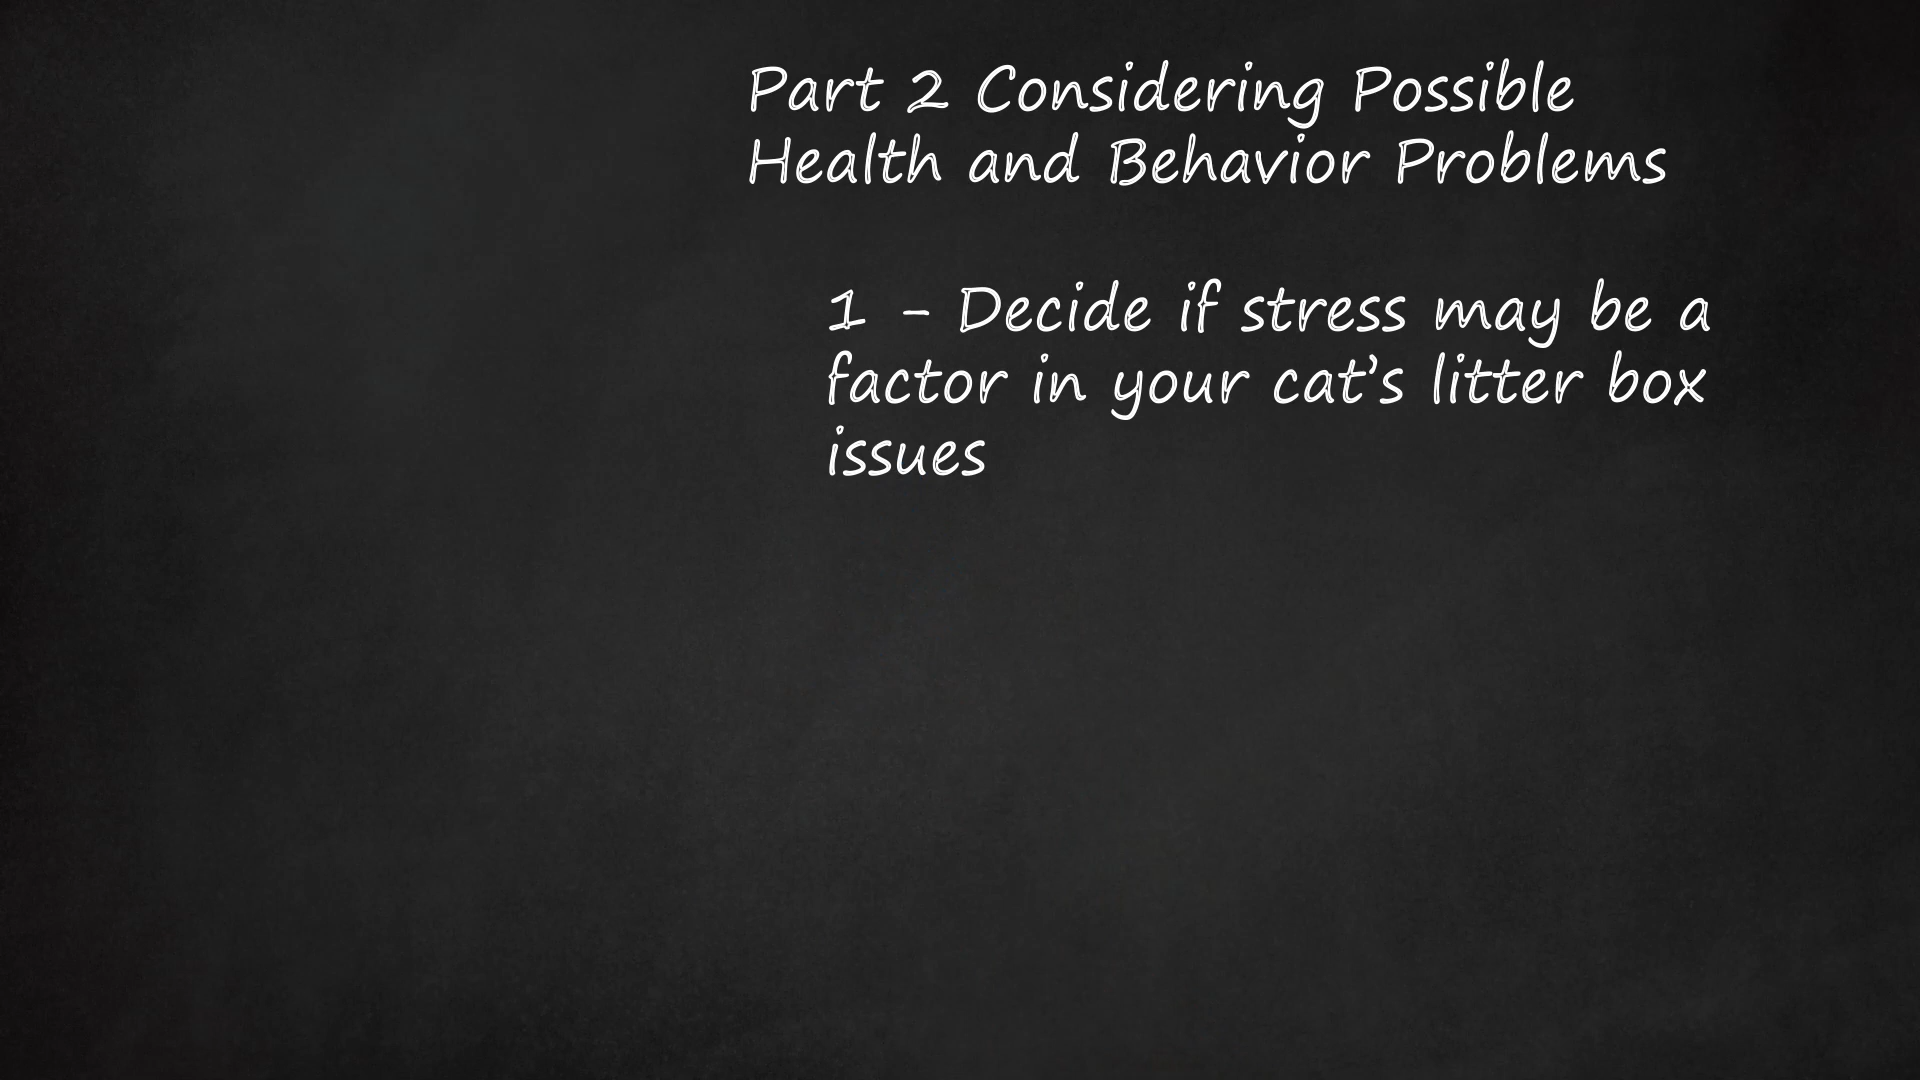 Part 2 Considering Possible
Health and Behavior Problems
1 - Decide if stress may be a
factor in your cat’s litter box
issues